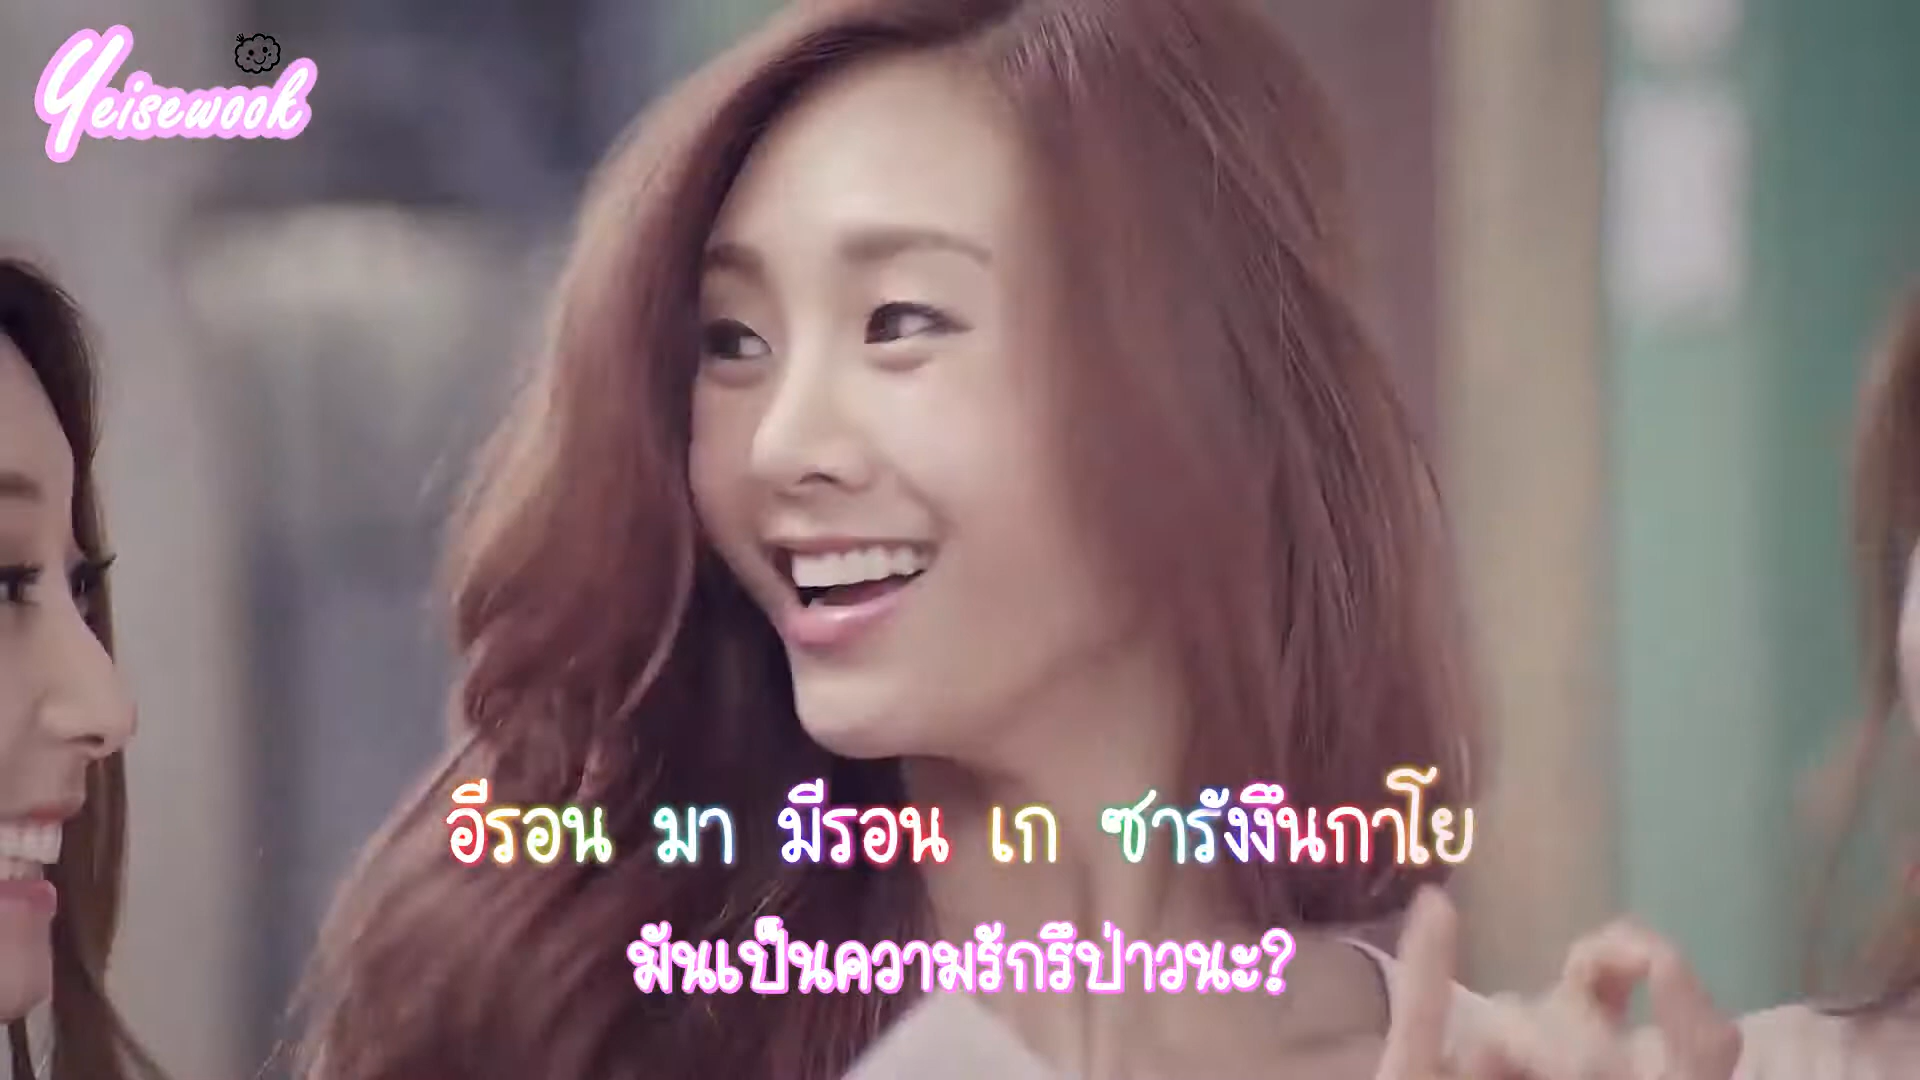 Yeisewook
อีรอน มา มีรอน เก ซารังงึนกาโย
มันเป็นความรักรึป่าวนะ?